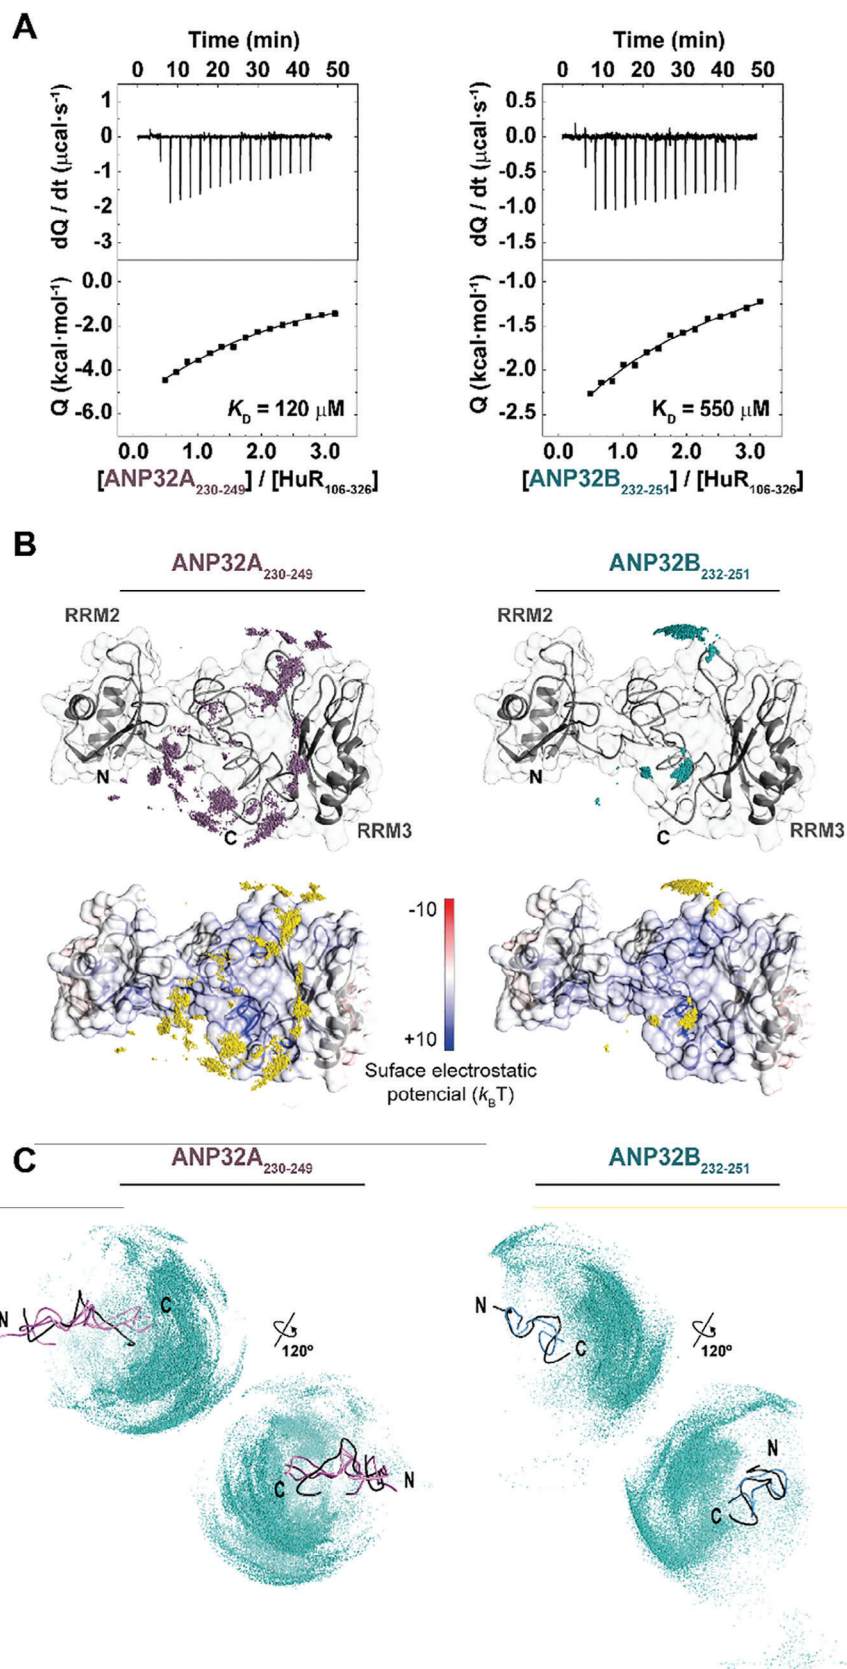 A
Time (min)
0 10 20 30 40 50
1
0
-1
-2
-3
dQ / dt (μcal·s⁻¹)
0.0
-2.0
-4.0
-6.0
Q (kcal·mol⁻¹)
K_D = 120 μM
0.0 1.0 2.0 3.0
[ANP32A₂₃₀₋₂₄₉] / [HuR₁₀₆₋₃₂₆]
Time (min)
0 10 20 30 40 50
0.5
0.0
-0.5
-1.0
-1.5
dQ / dt (μcal·s⁻¹)
-1.0
-1.5
-2.0
-2.5
Q (kcal·mol⁻¹)
K_D = 550 μM
0.0 1.0 2.0 3.0
[ANP32B₂₃₂₋₂₅₁] / [HuR₁₀₆₋₃₂₆]
B
ANP32A₂₃₀₋₂₄₉
RRM2
N
C
RRM3
ANP32B₂₃₂₋₂₅₁
RRM2
N
C
RRM3
-10
+10
Suface electrostatic
potencial (k_BT)
C
ANP32A₂₃₀₋₂₄₉
N
C
120º
C
N
ANP32B₂₃₂₋₂₅₁
N
C
120º
N
C